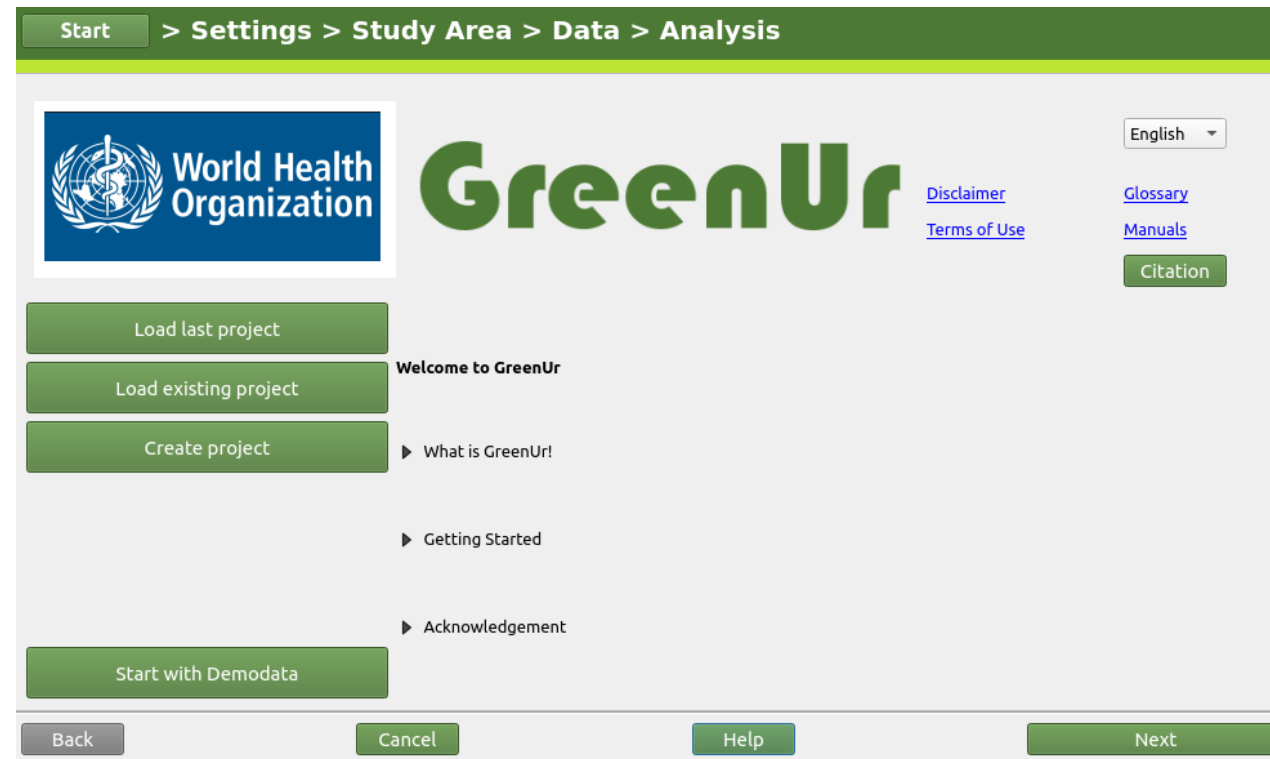 Start > Settings > Study Area > Data > Analysis
World Health
Organization
GreenUr
English
Disclaimer
Glossary
Terms of Use
Manuals
Citation
Load last project
Welcome to GreenUr
Load existing project
Create project
What is GreenUr!
Getting Started
Acknowledgement
Start with Demodata
Back
Cancel
Help
Next